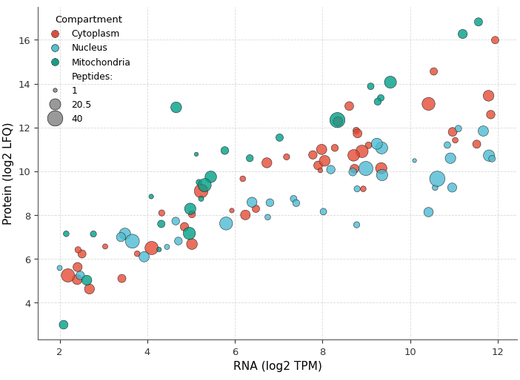 Compartment
Cytoplasm
Nucleus
Mitochondria
Peptides:
1
20.5
40
16
14
12
10
8
6
4
Protein (log2 LFQ)
2 4 6 8 10 12
RNA (log2 TPM)